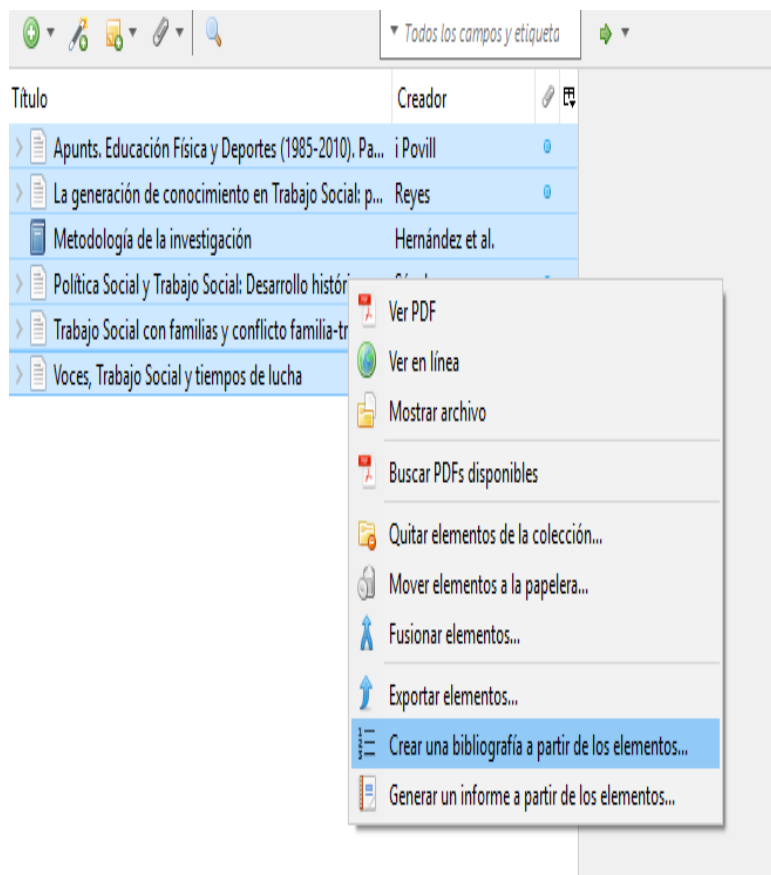 Todos los campos y etiqueta
Título Creador
Apunts. Educación Física y Deportes (1985-2010). Pa... i Povill
La generación de conocimiento en Trabajo Social: p... Reyes
Metodología de la investigación Hernández et al.
Política Social y Trabajo Social: Desarrollo histór
Trabajo Social con familias y conflicto familia-tr
Voces, Trabajo Social y tiempos de lucha
Ver PDF
Ver en línea
Mostrar archivo
Buscar PDFs disponibles
Quitar elementos de la colección...
Mover elementos a la papelera...
Fusionar elementos...
Exportar elementos...
Crear una bibliografía a partir de los elementos...
Generar un informe a partir de los elementos...